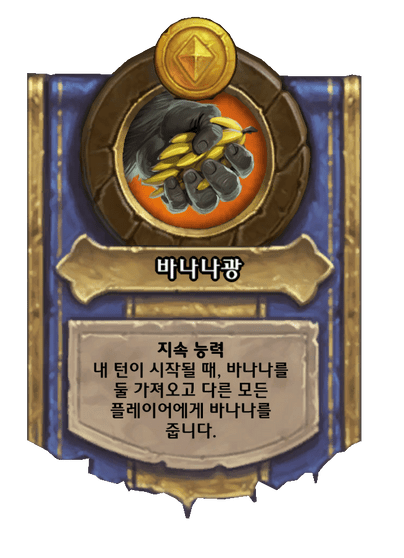 바나나광
지속 능력
내 턴이 시작될 때, 바나나를
둘 가져오고 다른 모든
플레이어에게 바나나를
줍니다.